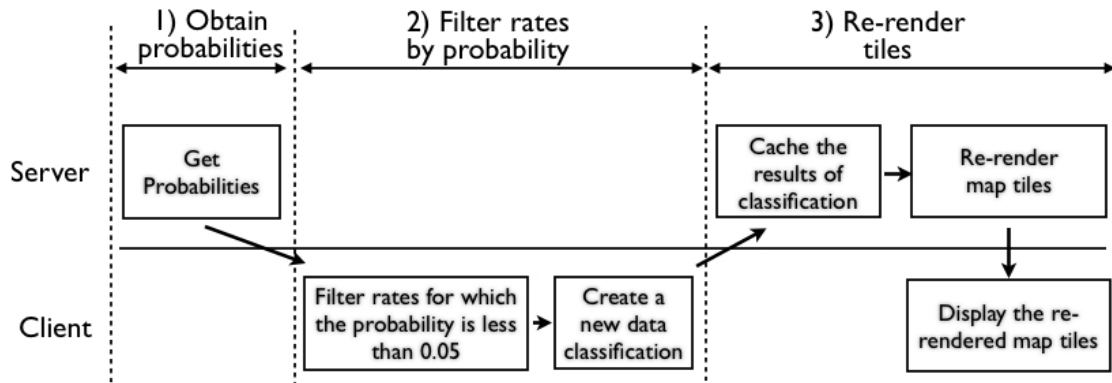 1) Obtain
probabilities
2) Filter rates
by probability
3) Re-render
tiles
Server
Get
Probabilities
Cache the
results of
classification
Re-render
map tiles
Client
Filter rates for which
the probability is less
than 0.05
Create a
new data
classification
Display the re-
rendered map tiles